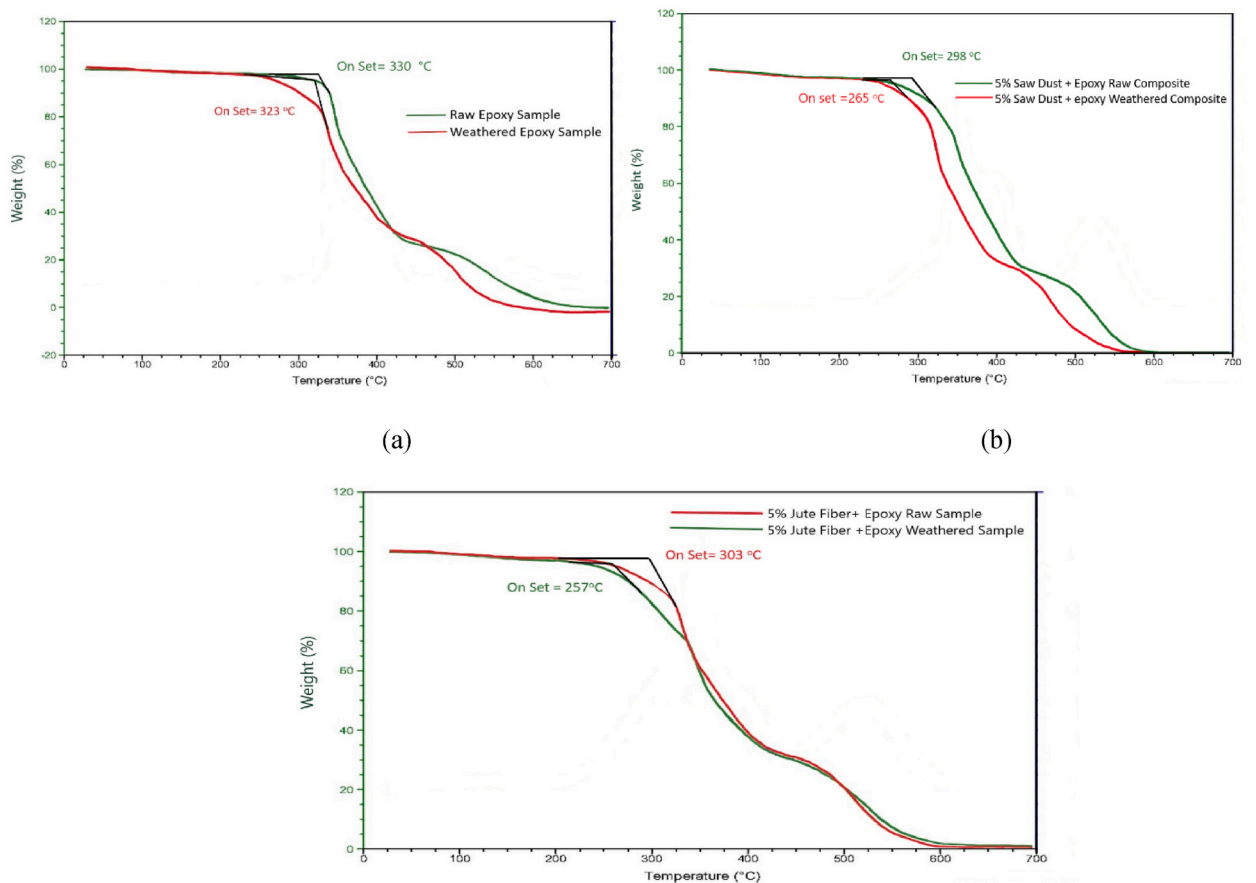 120
100
80
60
40
20
0
-20
Weight (%)
On Set= 330 °C
On Set= 323 °C
Raw Epoxy Sample
Weathered Epoxy Sample
0 100 200 300 400 500 600 700
Temperature (°C)
(a)
120
100
80
60
40
20
0
Weight (%)
On Set= 298 °C
On set =265 °C
5% Saw Dust + Epoxy Raw Composite
5% Saw Dust + epoxy Weathered Composite
0 100 200 300 400 500 600 700
Temperature (°C)
(b)
120
100
80
60
40
20
0
Weight (%)
5% Jute Fiber+ Epoxy Raw Sample
5% Jute Fiber +Epoxy Weathered Sample
On Set= 303 °C
On Set = 257°C
0 100 200 300 400 500 600 700
Temperature (°C)